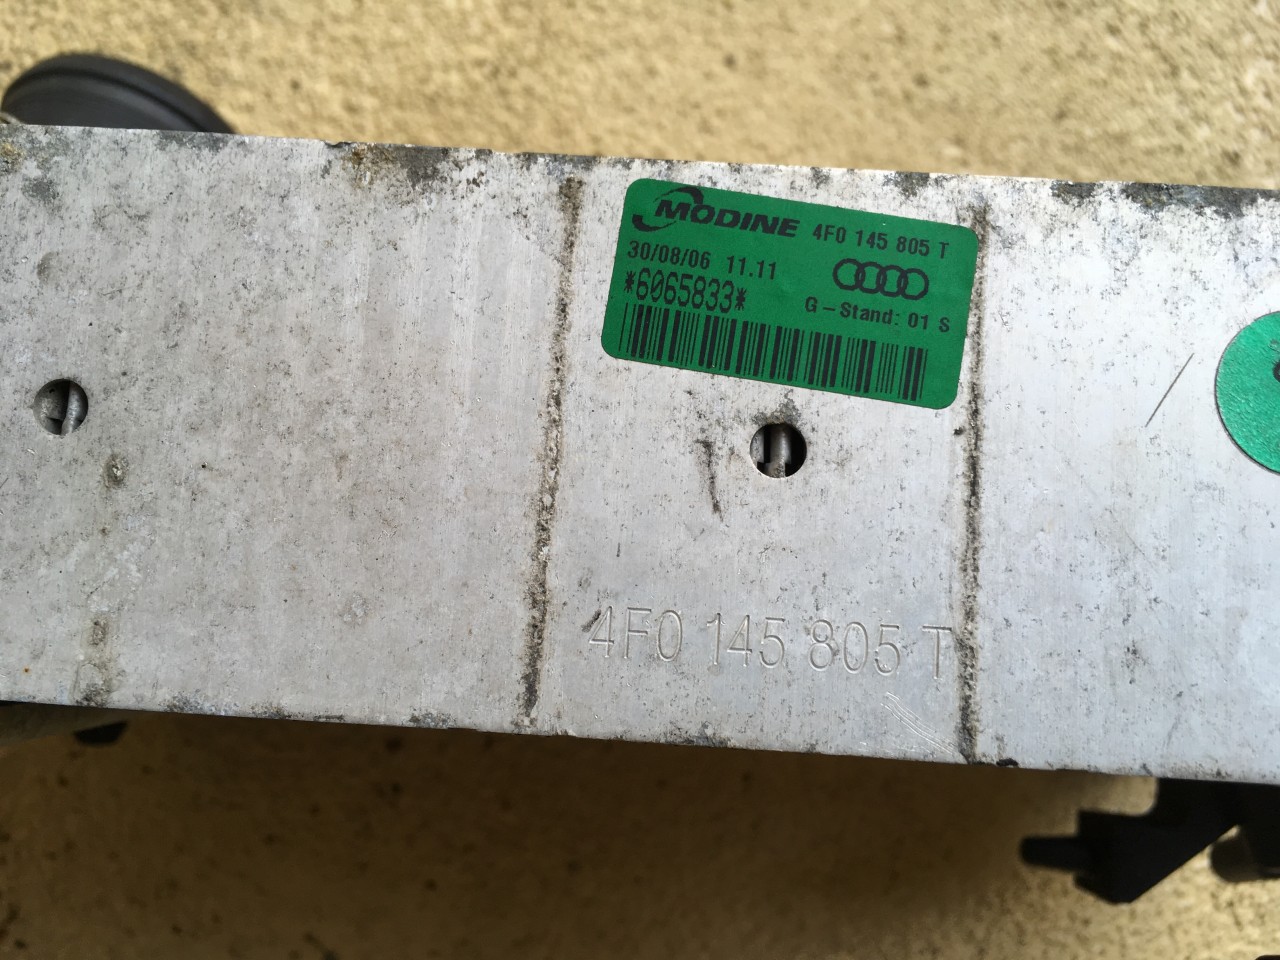 MODINE 4F0 145 805 T
30/08/06 11.11
*6065833*
G-Stand: 01 S
4F0 145 805 T